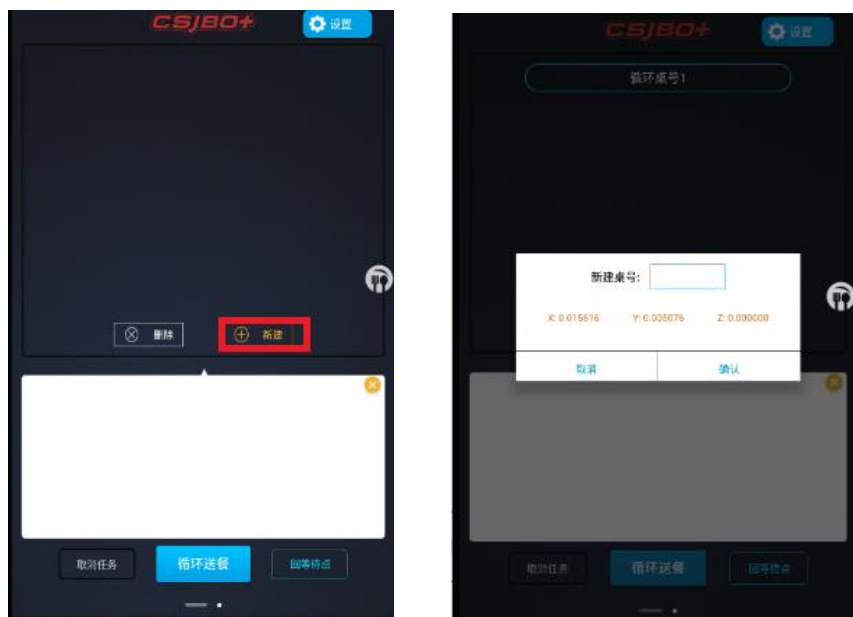 CSJBO+
设置
删除
新建
取消任务
循环送餐
回等待点
CSJBO+
设置
循环桌号1
新建桌号:
X: 0.015616 Y: 0.005076 Z: 0.000000
取消
确认
取消任务
循环送餐
回等待点